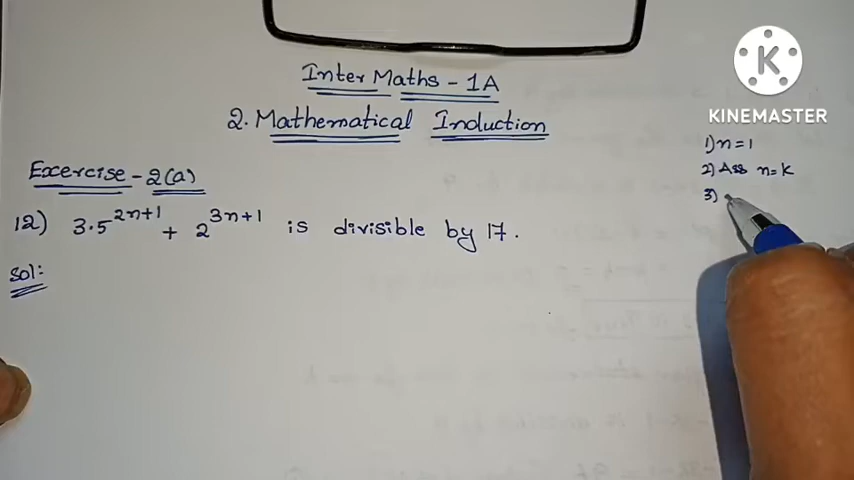 Inter Maths - 1A
2. Mathematical Induction
Excercise - 2(a)
12) 3·5^{2n+1} + 2^{3n+1} is divisible by 17.
Sol:
1) n = 1
2) Ass n = k
3)
K
KINEMASTER